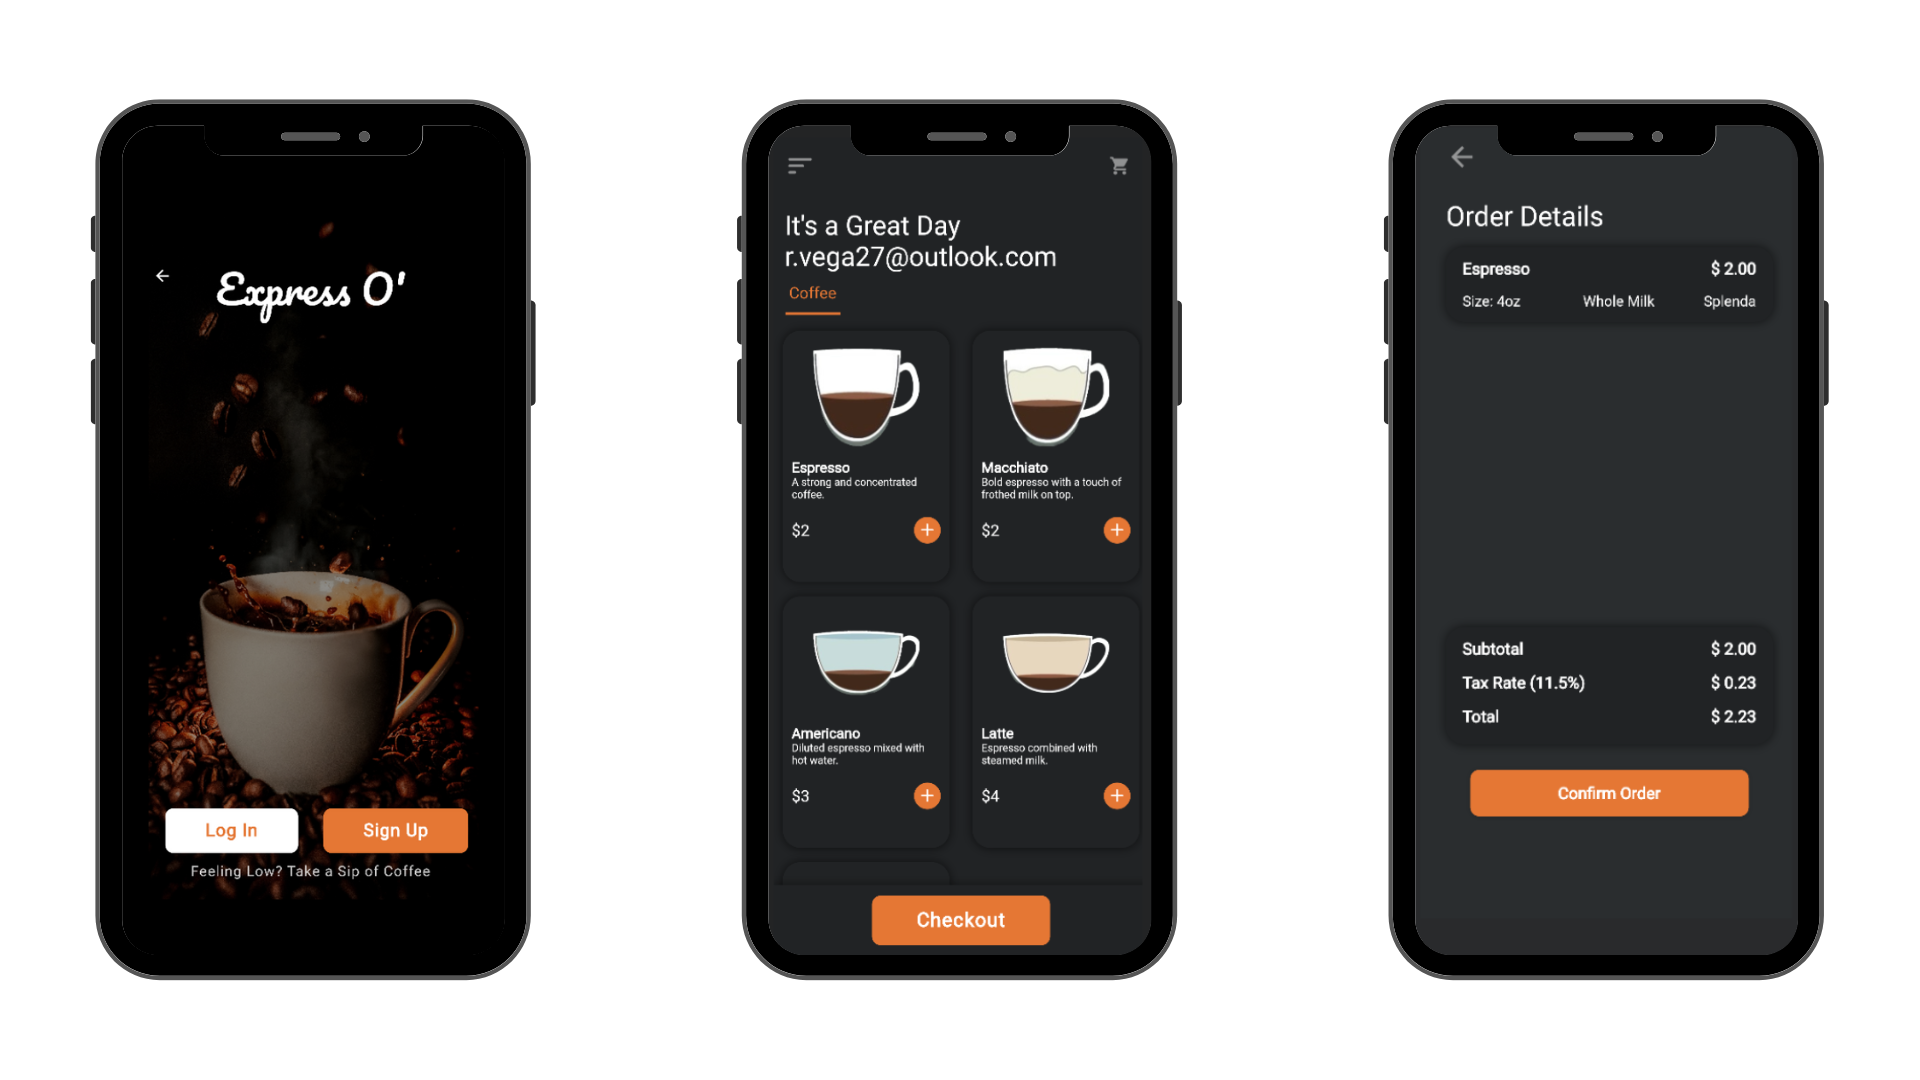 Express O'
Log In
Sign Up
Feeling Low? Take a Sip of Coffee
It's a Great Day
r.vega27@outlook.com
Coffee
Espresso
A strong and concentrated
coffee.
$2
Macchiato
Bold espresso with a touch of
frothed milk on top.
$2
Americano
Diluted espresso mixed with
hot water.
$3
Latte
Espresso combined with
steamed milk.
$4
Checkout
Order Details
Espresso $ 2.00
Size: 4oz Whole Milk Splenda
Subtotal $ 2.00
Tax Rate (11.5%) $ 0.23
Total $ 2.23
Confirm Order